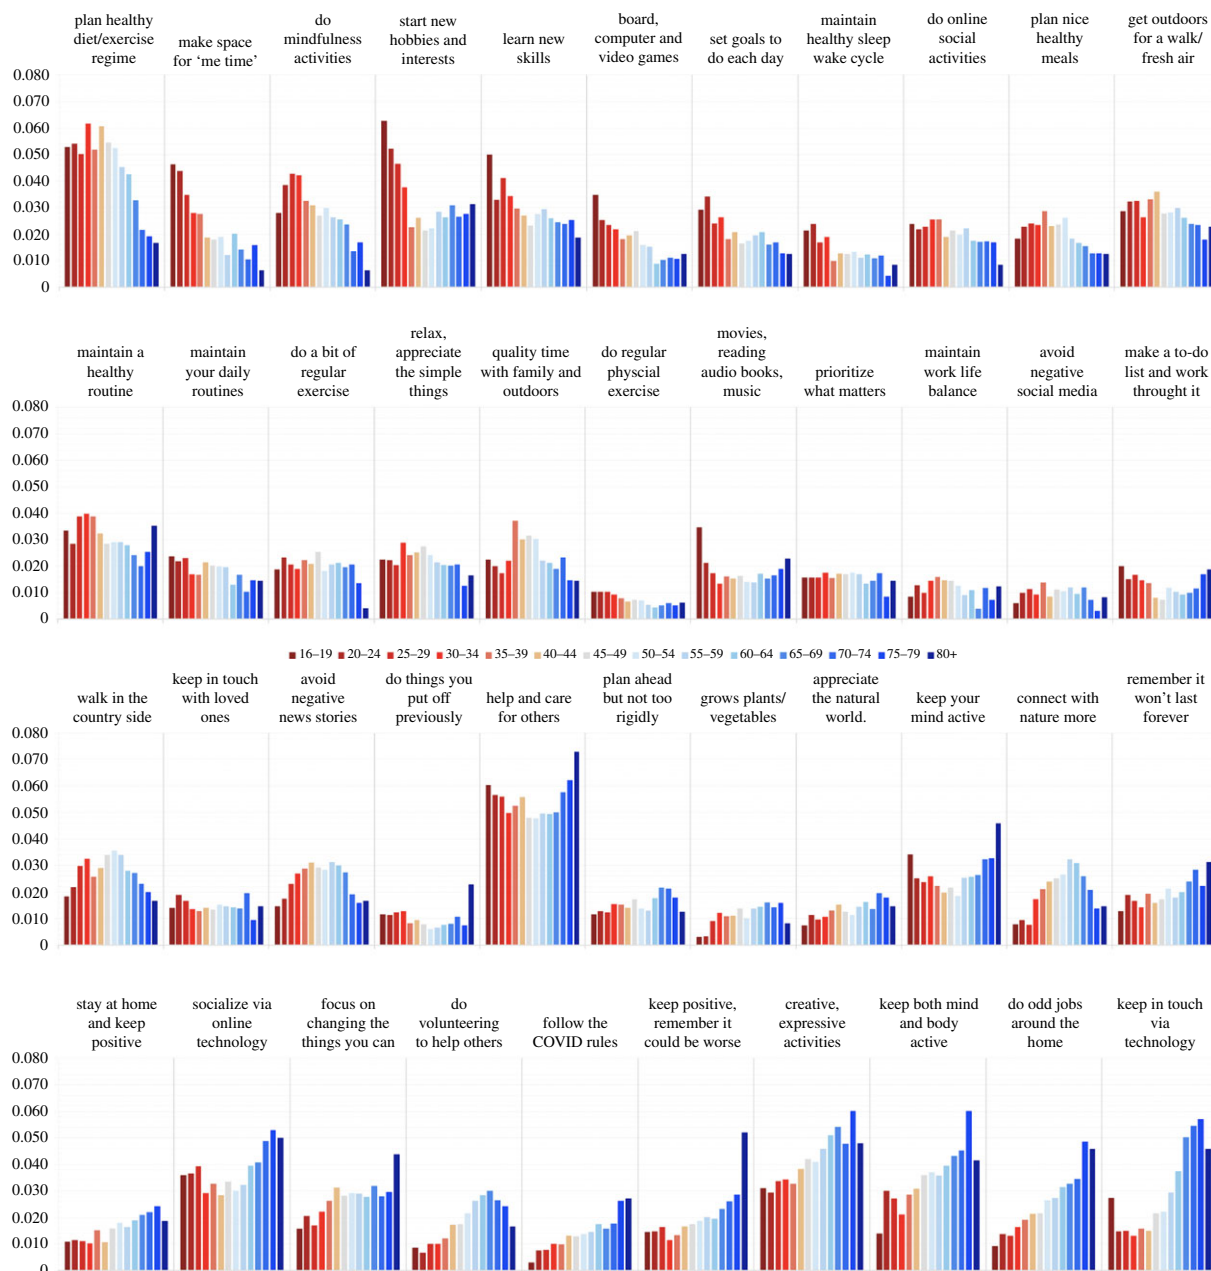 plan healthy
diet/exercise
regime
make space
for ‘me time’
do
mindfulness
activities
start new
hobbies and
interests
learn new
skills
board,
computer and
video games
set goals to
do each day
maintain
healthy sleep
wake cycle
do online
social
activities
plan nice
healthy
meals
get outdoors
for a walk/
fresh air
0.080
0.070
0.060
0.050
0.040
0.030
0.020
0.010
0
maintain a
healthy
routine
maintain
your daily
routines
do a bit of
regular
exercise
relax,
appreciate
the simple
things
quality time
with family and
outdoors
do regular
physcial
exercise
movies,
reading
audio books,
music
prioritize
what matters
maintain
work life
balance
avoid
negative
social media
make a to-do
list and work
throught it
0.080
0.070
0.060
0.050
0.040
0.030
0.020
0.010
0
16–19 20–24 25–29 30–34 35–39 40–44 45–49 50–54 55–59 60–64 65–69 70–74 75–79 80+
walk in the
country side
keep in touch
with loved
ones
avoid
negative
news stories
do things you
put off
previously
help and care
for others
plan ahead
but not too
rigidly
grows plants/
vegetables
appreciate
the natural
world.
keep your
mind active
connect with
nature more
remember it
won’t last
forever
0.080
0.070
0.060
0.050
0.040
0.030
0.020
0.010
0
stay at home
and keep
positive
socialize via
online
technology
focus on
changing the
things you can
do
volunteering
to help others
follow the
COVID rules
keep positive,
remember it
could be worse
creative,
expressive
activities
keep both mind
and body
active
do odd jobs
around the
home
keep in touch
via
technology
0.080
0.070
0.060
0.050
0.040
0.030
0.020
0.010
0